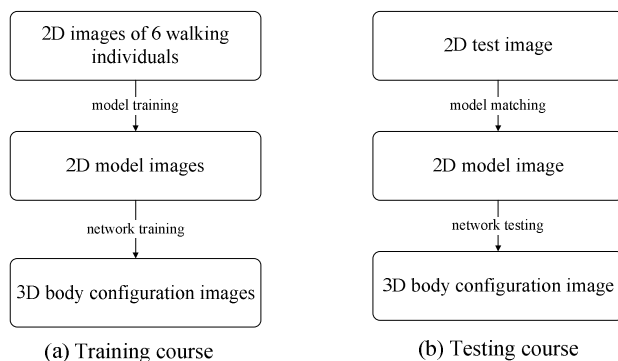 2D images of 6 walking
individuals
model training
2D model images
network training
3D body configuration images
(a) Training course
2D test image
model matching
2D model image
network testing
3D body configuration image
(b) Testing course